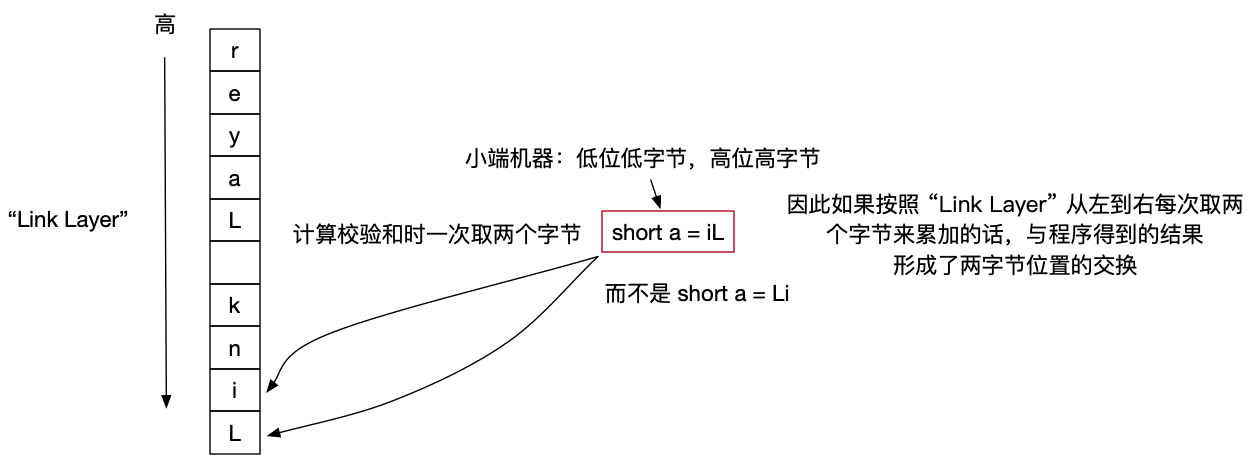 高
r
e
y
a
L
k
n
i
L
“Link Layer”
小端机器：低位低字节，高位高字节
计算校验和时一次取两个字节
short a = iL
而不是 short a = Li
因此如果按照 “Link Layer” 从左到右每次取两
个字节来累加的话，与程序得到的结果
形成了两字节位置的交换